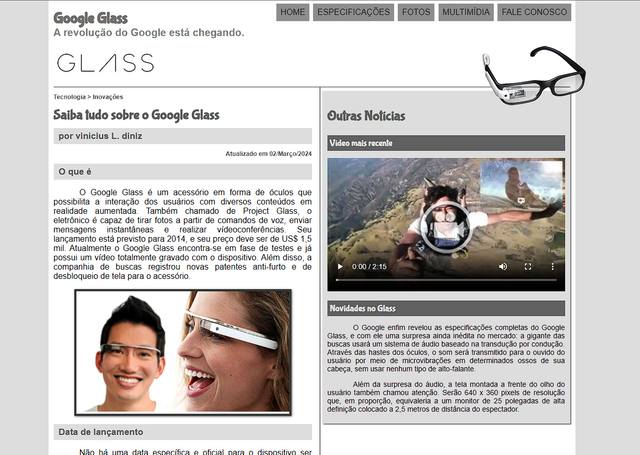 Google Glass
A revolução do Google está chegando.
HOME
ESPECIFICAÇÕES
FOTOS
MULTIMÍDIA
FALE CONOSCO
GLASS
Tecnologia > Inovações
Saiba tudo sobre o Google Glass
por vinicius L. diniz
Atualizado em 02/Março/2024
O que é
O Google Glass é um acessório em forma de óculos que
possibilita a interação dos usuários com diversos conteúdos em
realidade aumentada. Também chamado de Project Glass, o
eletrônico é capaz de tirar fotos a partir de comandos de voz, enviar
mensagens instantâneas e realizar vídeoconferências. Seu
lançamento está previsto para 2014, e seu preço deve ser de US$ 1,5
mil. Atualmente o Google Glass encontra-se em fase de testes e já
possui um vídeo totalmente gravado com o dispositivo. Além disso, a
companhia de buscas registrou novas patentes anti-furto e de
desbloqueio de tela para o acessório.
Data de lançamento
Não há uma data específica e oficial para o dispositivo ser
Outras Notícias
Video mais recente
0:00 / 2:15
Novidades no Glass
O Google enfim revelou as especificações completas do Google
Glass, e com ele uma surpresa ainda inédita no mercado: a gigante das
buscas usará um sistema de áudio baseado na transdução por condução.
Através das hastes dos óculos, o som será transmitido para o ouvido do
usuário por meio de microvibrações em determinados ossos de sua
cabeça, sem usar nenhum tipo de alto-falante.
Além da surpresa do áudio, a tela montada a frente do olho do
usuário também chamou atenção. Serão 640 x 360 pixels de resolução
que, em proporção, equivaleria a um monitor de 25 polegadas de alta
definição colocado a 2,5 metros de distância do espectador.